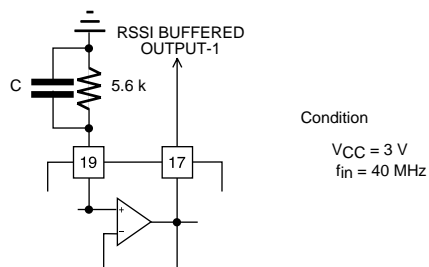 RSSI BUFFERED
OUTPUT-1
C
5.6 k
Condition
VCC = 3 V
fin = 40 MHz
19
17
+
−